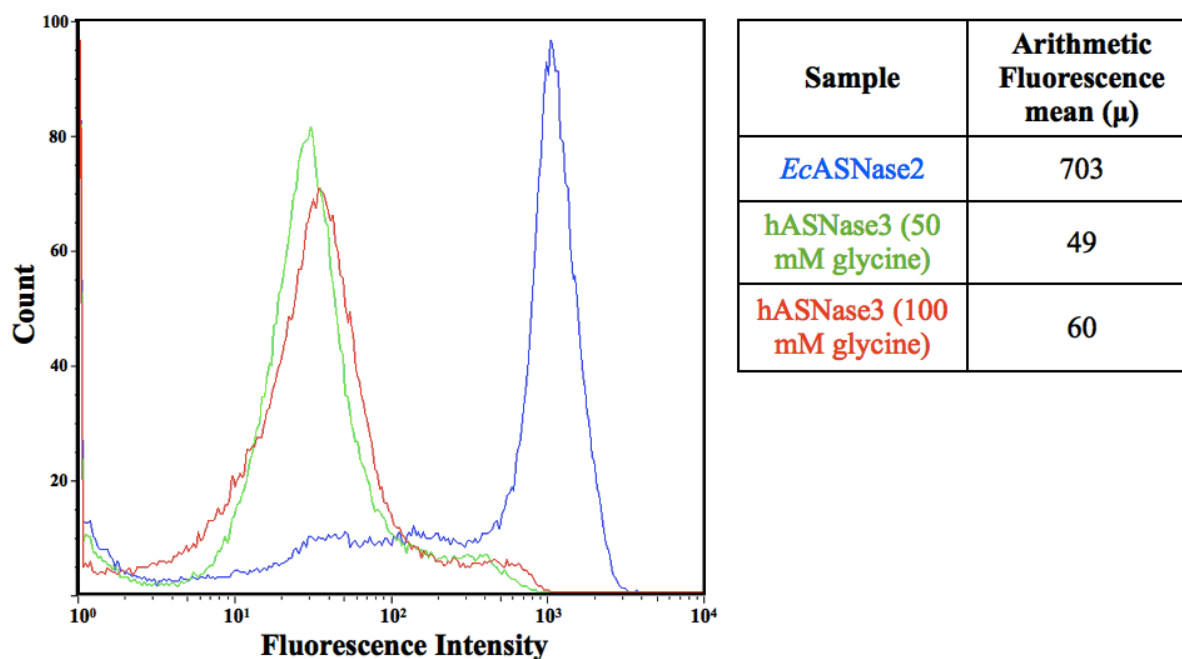 100
80
60
40
20
Count
10⁰ 10¹ 10² 10³ 10⁴
Fluorescence Intensity
Sample
Arithmetic
Fluorescence
mean (µ)
EcASNase2
703
hASNase3 (50
mM glycine)
49
hASNase3 (100
mM glycine)
60